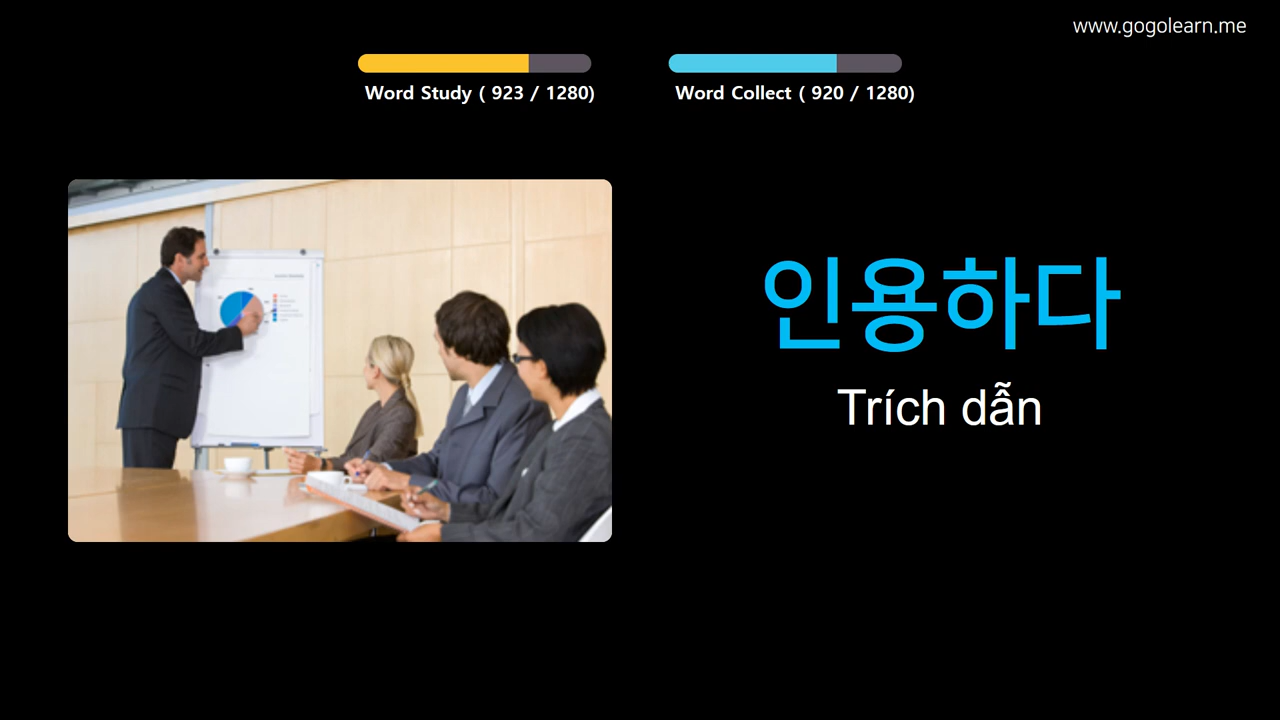 www.gogolearn.me
Word Study ( 923 / 1280)
Word Collect ( 920 / 1280)
인용하다
Trích dẫn